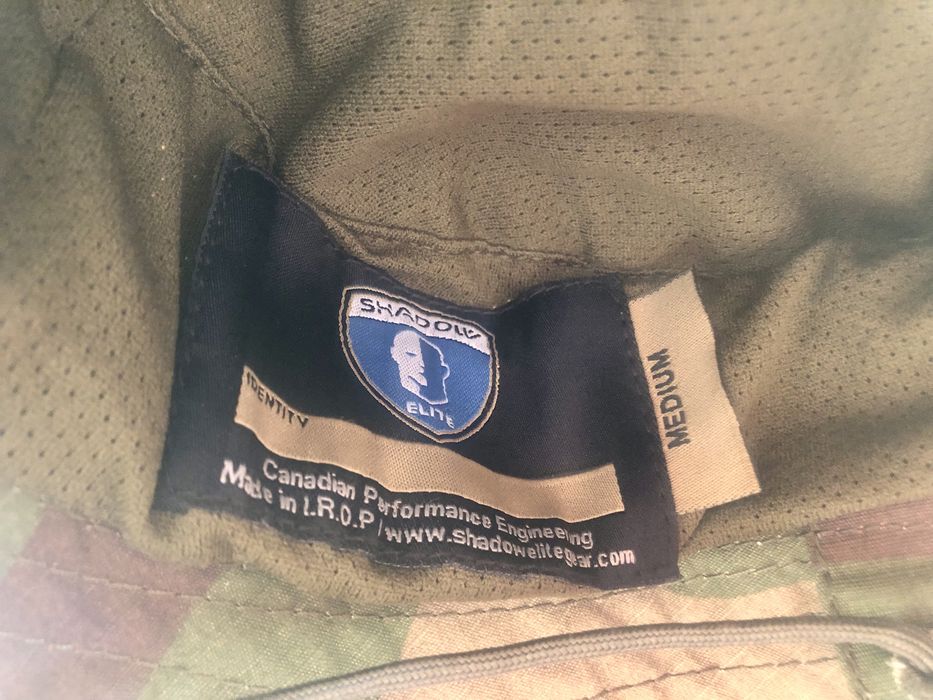 SHADOW
ELITE
IDENTITY
Canadian Performance Engineering
Made in I.R.O.P / www.shadowelitegear.com
MEDIUM